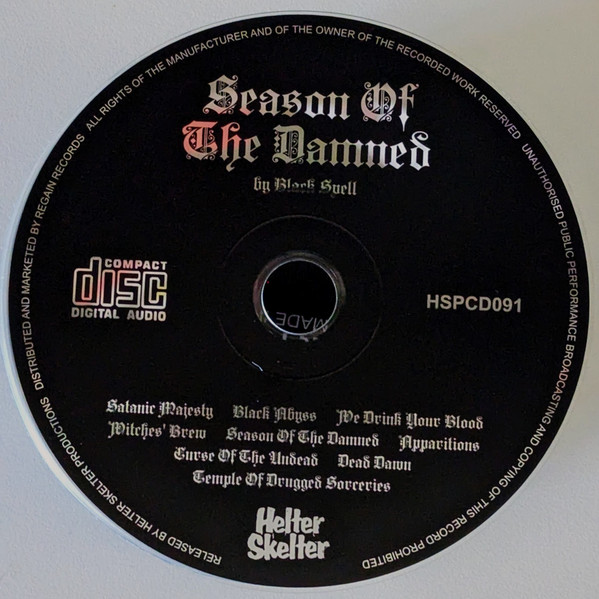 Season Of
The Damned
by Black Spell
COMPACT
disc
DIGITAL AUDIO
HSPCD091
MADE
Satanic Majesty Black Abyss We Drink Your Blood
Witches' Brew Season Of The Damned Apparitions
Curse Of The Undead Dead Dawn
Temple Of Drugged Sorceries
Helter
Skelter
RELEASED BY HELTER SKELTER PRODUCTIONS DISTRIBUTED AND MARKETED BY REGAIN RECORDS ALL RIGHTS OF THE MANUFACTURER AND OF THE OWNER OF THE RECORDED WORK RESERVED UNAUTHORISED PUBLIC PERFORMANCE BROADCASTING AND COPYING OF THIS RECORD PROHIBITED